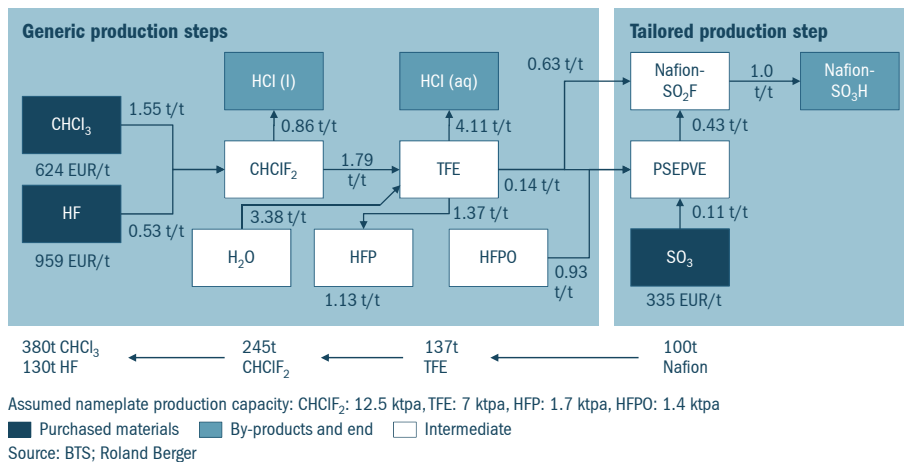 Generic production steps
Tailored production step
0.63 t/t
HCl (l)
HCl (aq)
Nafion-
SO₂F
1.0
t/t
Nafion-
SO₃H
1.55 t/t
CHCl₃
0.86 t/t
4.11 t/t
0.43 t/t
624 EUR/t
CHClF₂
1.79
t/t
TFE
0.14 t/t
PSEPVE
HF
3.38 t/t
1.37 t/t
0.11 t/t
0.53 t/t
959 EUR/t
H₂O
HFP
HFPO
0.93
t/t
SO₃
1.13 t/t
335 EUR/t
380t CHCl₃
130t HF
245t
CHClF₂
137t
TFE
100t
Nafion
Assumed nameplate production capacity: CHClF₂: 12.5 ktpa, TFE: 7 ktpa, HFP: 1.7 ktpa, HFPO: 1.4 ktpa
Purchased materials By-products and end Intermediate
Source: BTS; Roland Berger